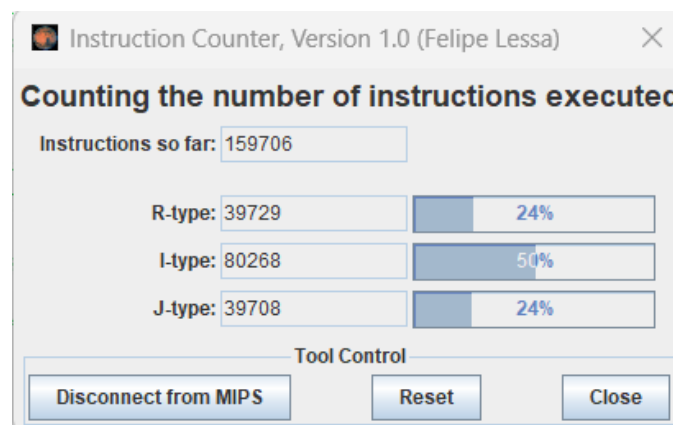 Instruction Counter, Version 1.0 (Felipe Lessa)
Counting the number of instructions executed
Instructions so far: 159706
R-type: 39729 24%
I-type: 80268 50%
J-type: 39708 24%
Tool Control
Disconnect from MIPS Reset Close